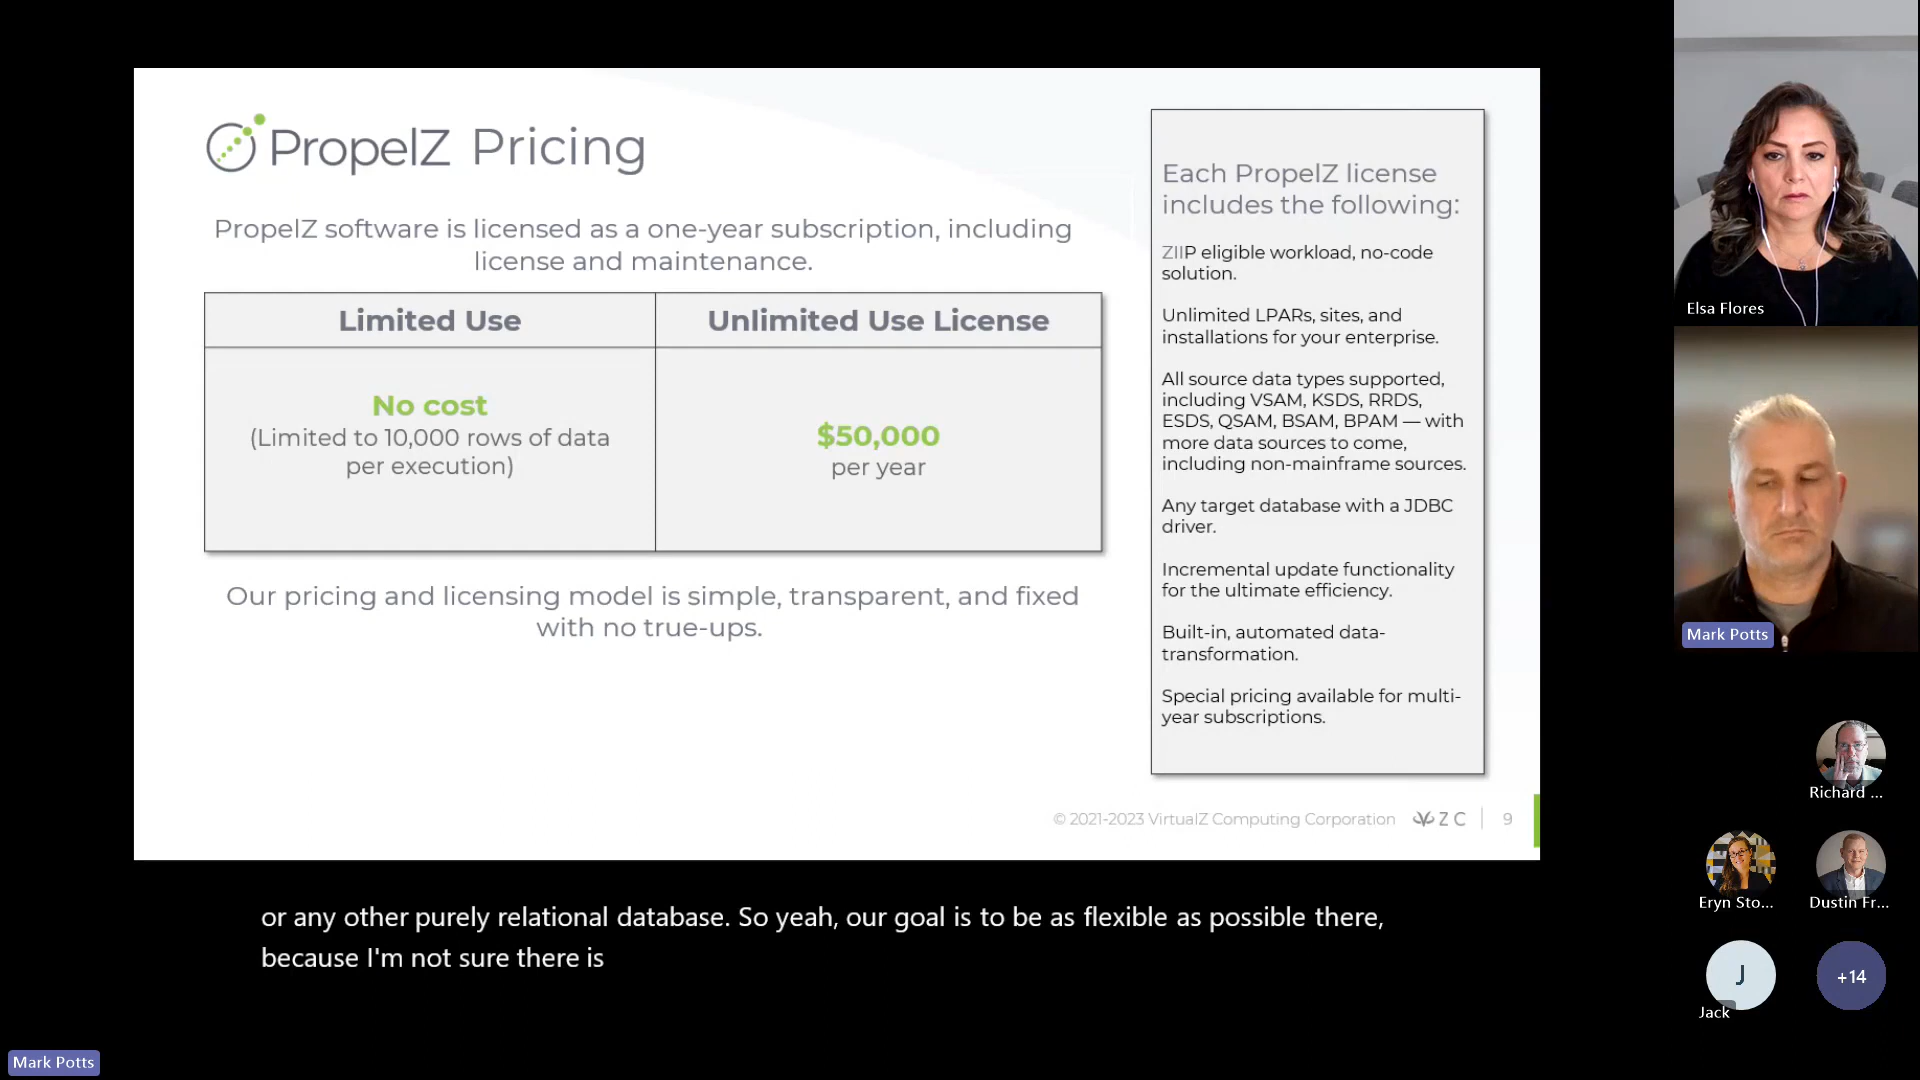 PropelZ Pricing
PropelZ software is licensed as a one-year subscription, including
license and maintenance.
Limited Use
Unlimited Use License
No cost
(Limited to 10,000 rows of data
per execution)
$50,000
per year
Our pricing and licensing model is simple, transparent, and fixed
with no true-ups.
Each PropelZ license
includes the following:
ZIIP eligible workload, no-code
solution.
Unlimited LPARs, sites, and
installations for your enterprise.
All source data types supported,
including VSAM, KSDS, RRDS,
ESDS, QSAM, BSAM, BPAM — with
more data sources to come,
including non-mainframe sources.
Any target database with a JDBC
driver.
Incremental update functionality
for the ultimate efficiency.
Built-in, automated data-
transformation.
Special pricing available for multi-
year subscriptions.
© 2021-2023 VirtualZ Computing Corporation
ZC
9
or any other purely relational database. So yeah, our goal is to be as flexible as possible there,
because I'm not sure there is
Mark Potts
Elsa Flores
Mark Potts
Richard ...
Eryn Sto...
Dustin Fr...
J
Jack
+14